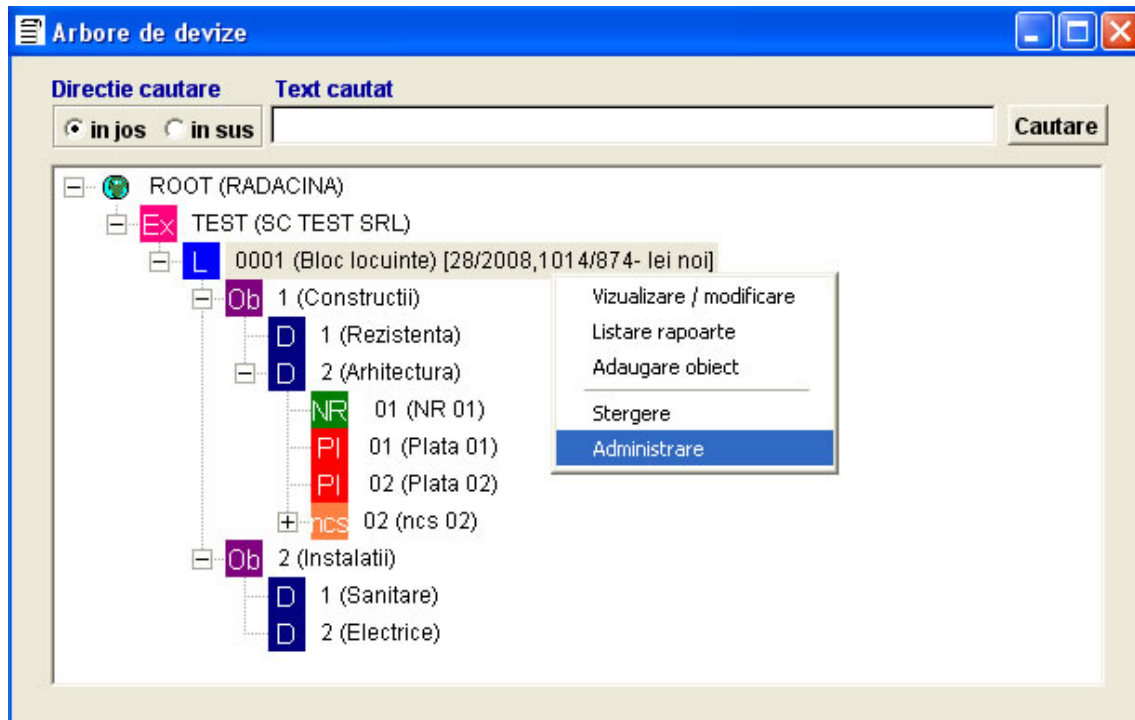 Arbore de devize
Directie cautare Text cautat
in jos in sus Cautare
ROOT (RADACINA)
Ex TEST (SC TEST SRL)
L 0001 (Bloc locuinte) [28/2008,1014/874- lei noi]
Ob 1 (Constructii)
D 1 (Rezistenta)
D 2 (Arhitectura)
NR 01 (NR 01)
Pl 01 (Plata 01)
Pl 02 (Plata 02)
ncs 02 (ncs 02)
Ob 2 (Instalatii)
D 1 (Sanitare)
D 2 (Electrice)
Vizualizare / modificare
Listare rapoarte
Adaugare obiect
Stergere
Administrare